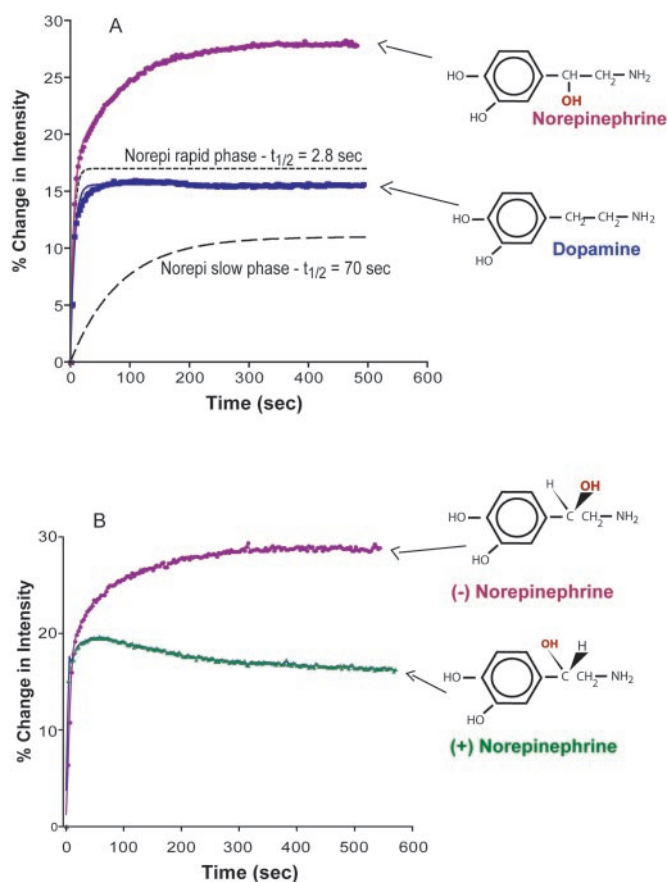 A
30
25
20
15
10
5
0
% Change in Intensity
Norepi rapid phase - t1/2 = 2.8 sec
Norepi slow phase - t1/2 = 70 sec
0 100 200 300 400 500 600
Time (sec)
HO
HO
CH—CH2—NH2
OH
Norepinephrine
HO
HO
CH2—CH2—NH2
Dopamine
B
30
20
10
0
% Change in Intensity
0 100 200 300 400 500 600
Time (sec)
H OH
HO
C CH2—NH2
HO
(-) Norepinephrine
OH H
HO
C CH2—NH2
HO
(+) Norepinephrine